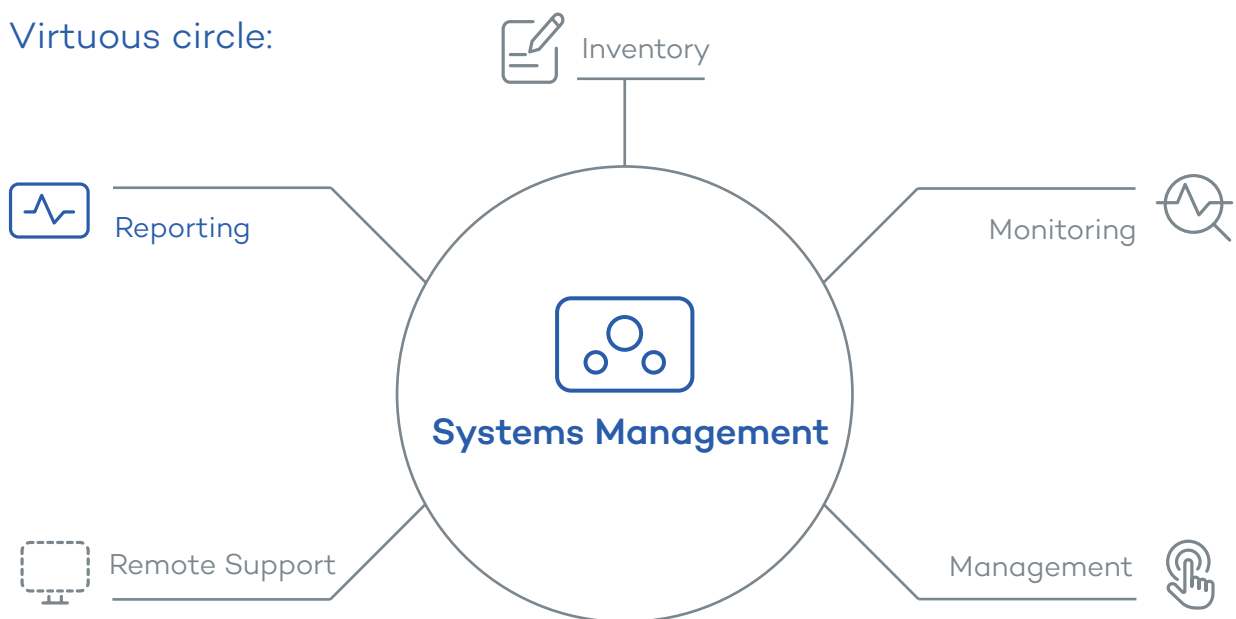 Virtuous circle:
Inventory
Reporting
Monitoring
Systems Management
Remote Support
Management